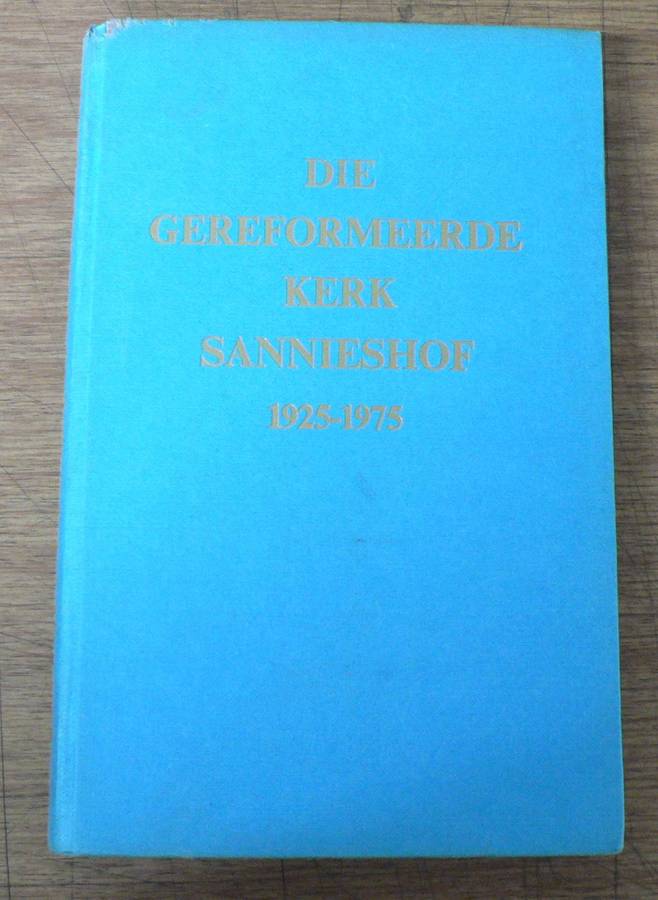 DIE
GEREFORMEERDE
KERK
SANNIESHOF
1925-1975